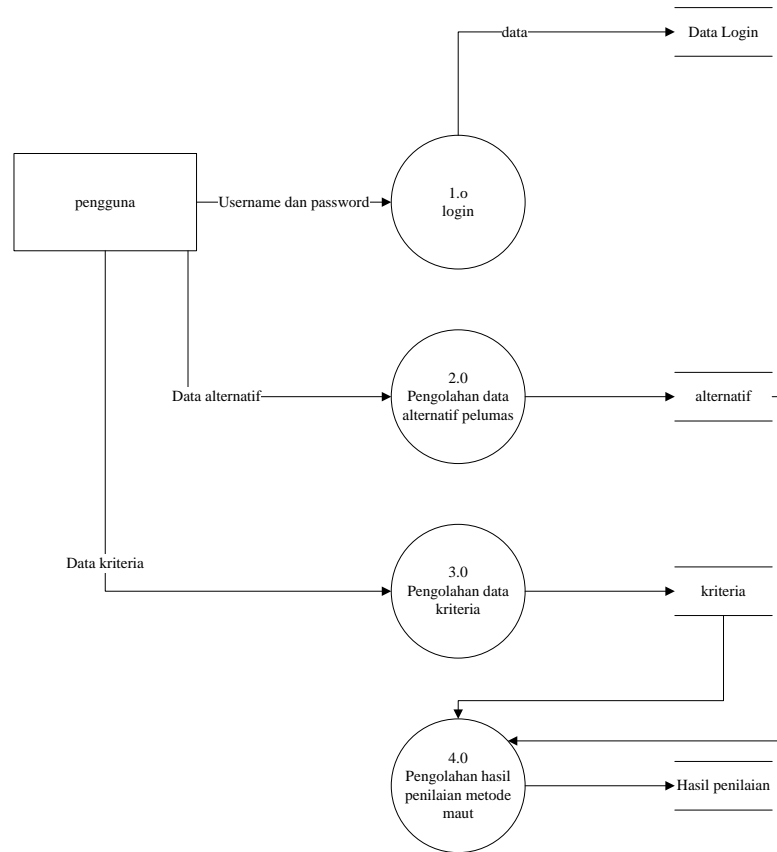 data
Data Login
pengguna
Username dan password
1.o
login
2.0
Pengolahan data
alternatif pelumas
Data alternatif
alternatif
Data kriteria
3.0
Pengolahan data
kriteria
kriteria
4.0
Pengolahan hasil
penilaian metode
maut
Hasil penilaian